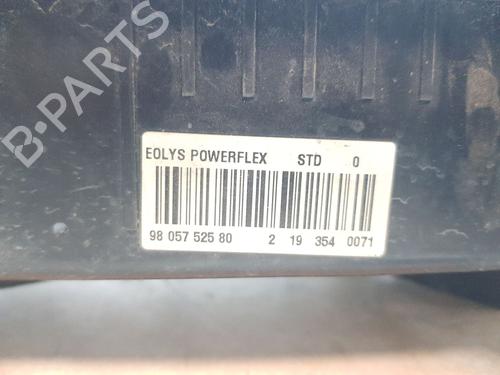 B-PARTS
EOLYS POWERFLEX STD 0
98 057 525 80 2 19 354 0071